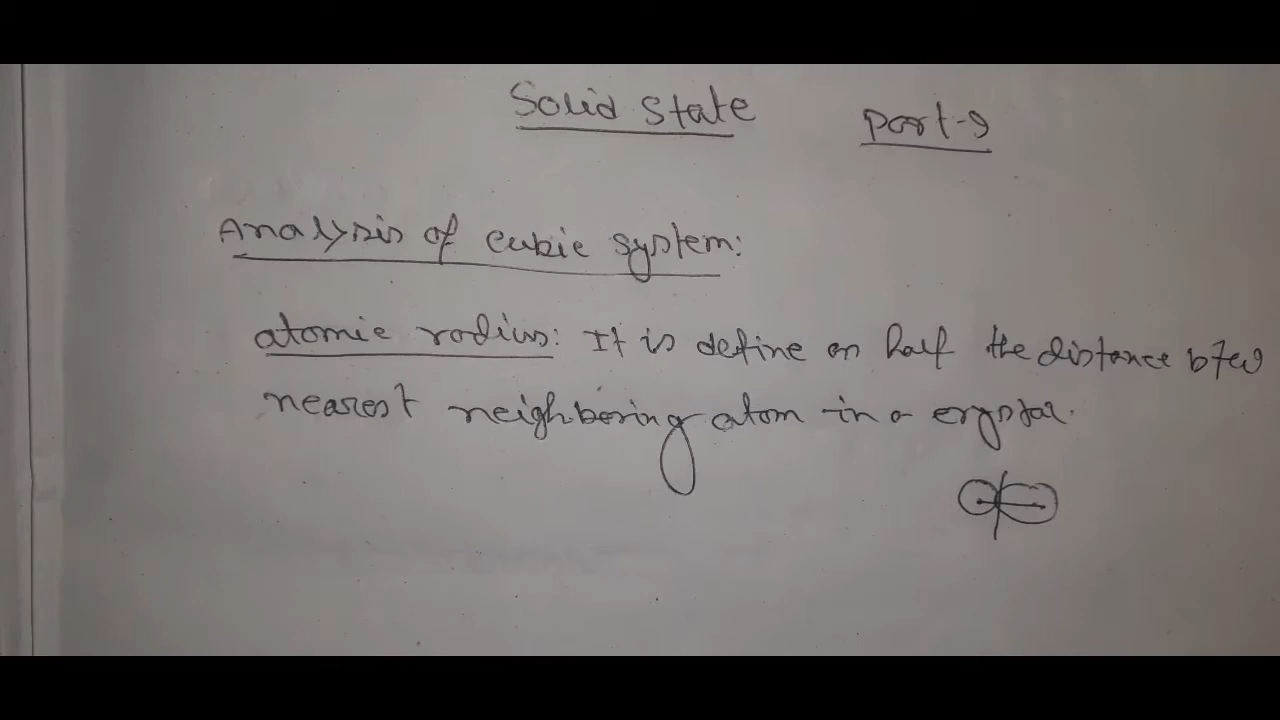 Solid State Part-9
Analysis of cubic system:
atomic radius: It is define as half the distance btw
nearest neighboring atom in a crystal.